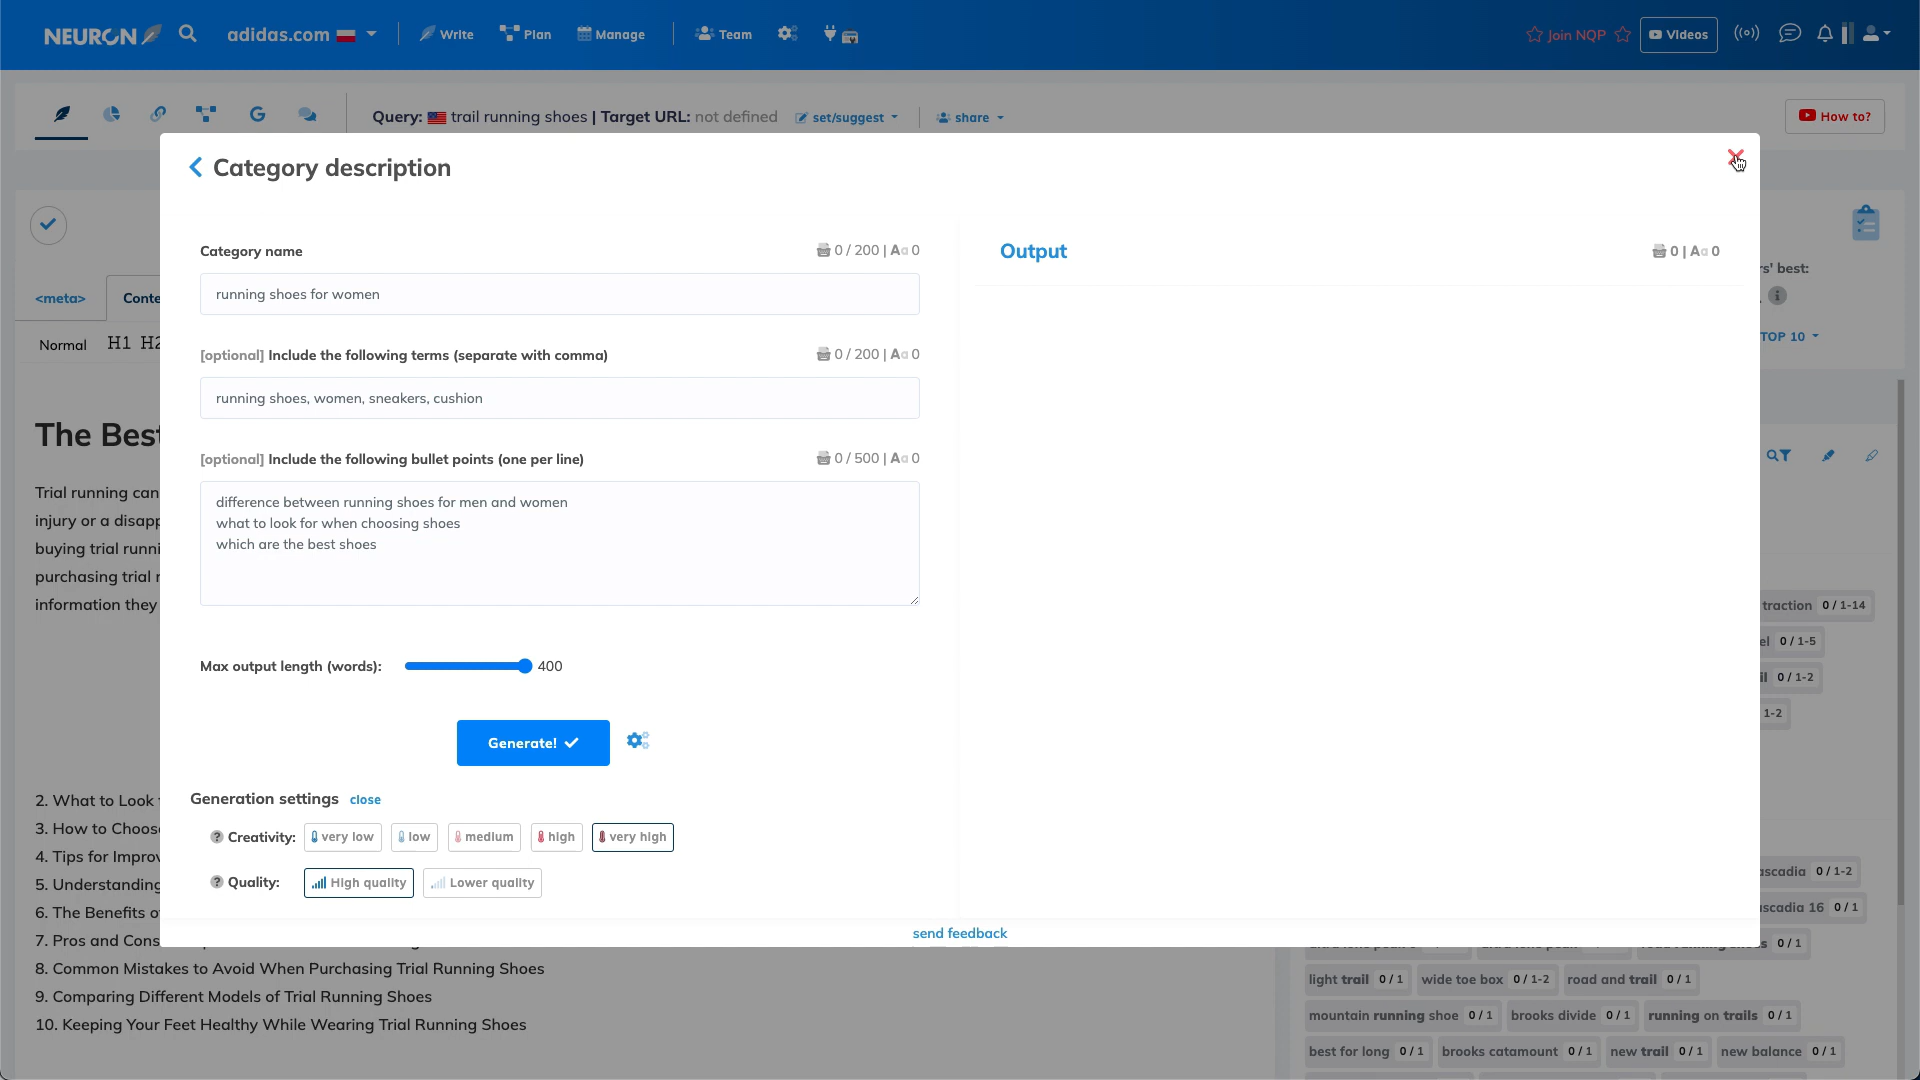 NEURON
adidas.com
Write
Plan
Manage
Team
Join NQP
Videos
Query: trail running shoes | Target URL: not defined
set/suggest
share
How to?
Category description
Category name
0 / 200 | Aa 0
running shoes for women
[optional] Include the following terms (separate with comma)
0 / 200 | Aa 0
running shoes, women, sneakers, cushion
[optional] Include the following bullet points (one per line)
0 / 500 | Aa 0
difference between running shoes for men and women
what to look for when choosing shoes
which are the best shoes
Max output length (words):
400
Generate!
Generation settings
close
Creativity:
very low
low
medium
high
very high
Quality:
High quality
Lower quality
Output
0 | Aa 0
send feedback
<meta>
Conte
Normal
H1 H2
The Best
Trial running can
injury or a disapp
buying trial runni
purchasing trial r
information they
2. What to Look
3. How to Choos
4. Tips for Improv
5. Understanding
6. The Benefits o
7. Pros and Cons
8. Common Mistakes to Avoid When Purchasing Trial Running Shoes
9. Comparing Different Models of Trial Running Shoes
10. Keeping Your Feet Healthy While Wearing Trial Running Shoes
rs' best:
TOP 10
traction 0 / 1-14
el 0 / 1-5
il 0 / 1-2
1-2
ascadia 0 / 1-2
ascadia 16 0 / 1
0 / 1
light trail 0 / 1
wide toe box 0 / 1-2
road and trail 0 / 1
mountain running shoe 0 / 1
brooks divide 0 / 1
running on trails 0 / 1
best for long 0 / 1
brooks catamount 0 / 1
new trail 0 / 1
new balance 0 / 1